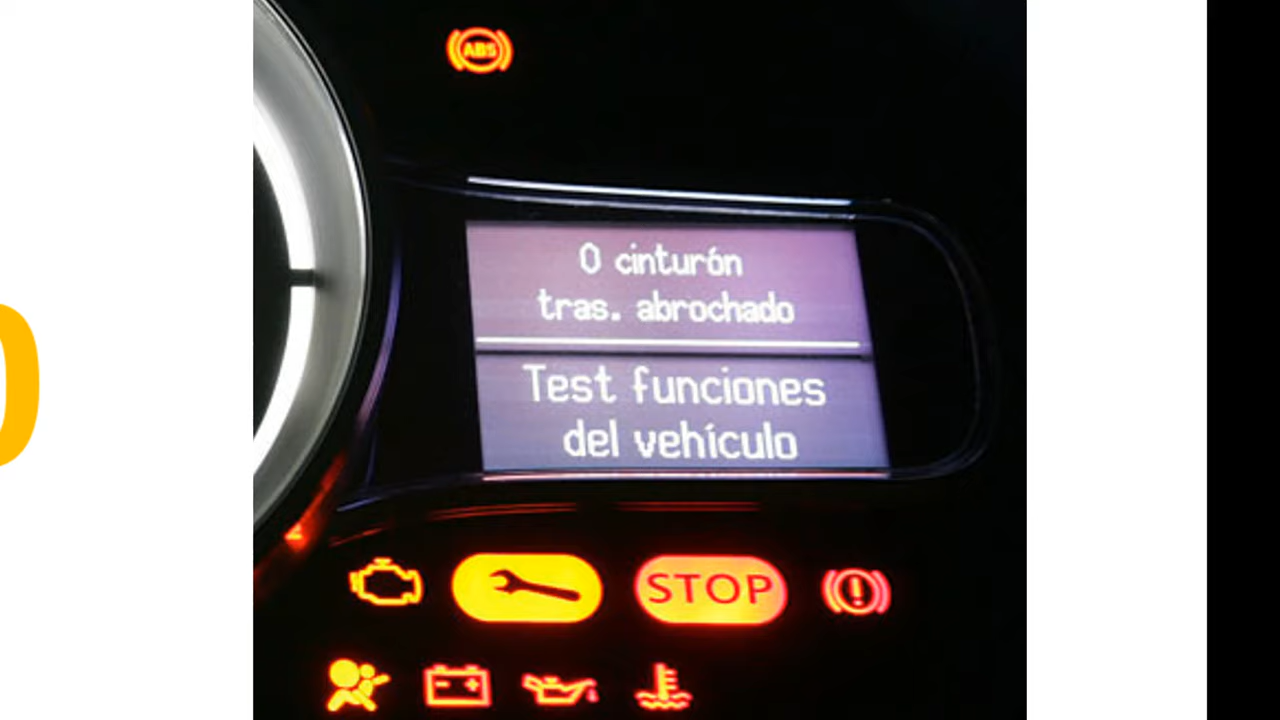 ABS
0 cinturón
tras. abrochado
Test funciones
del vehículo
STOP